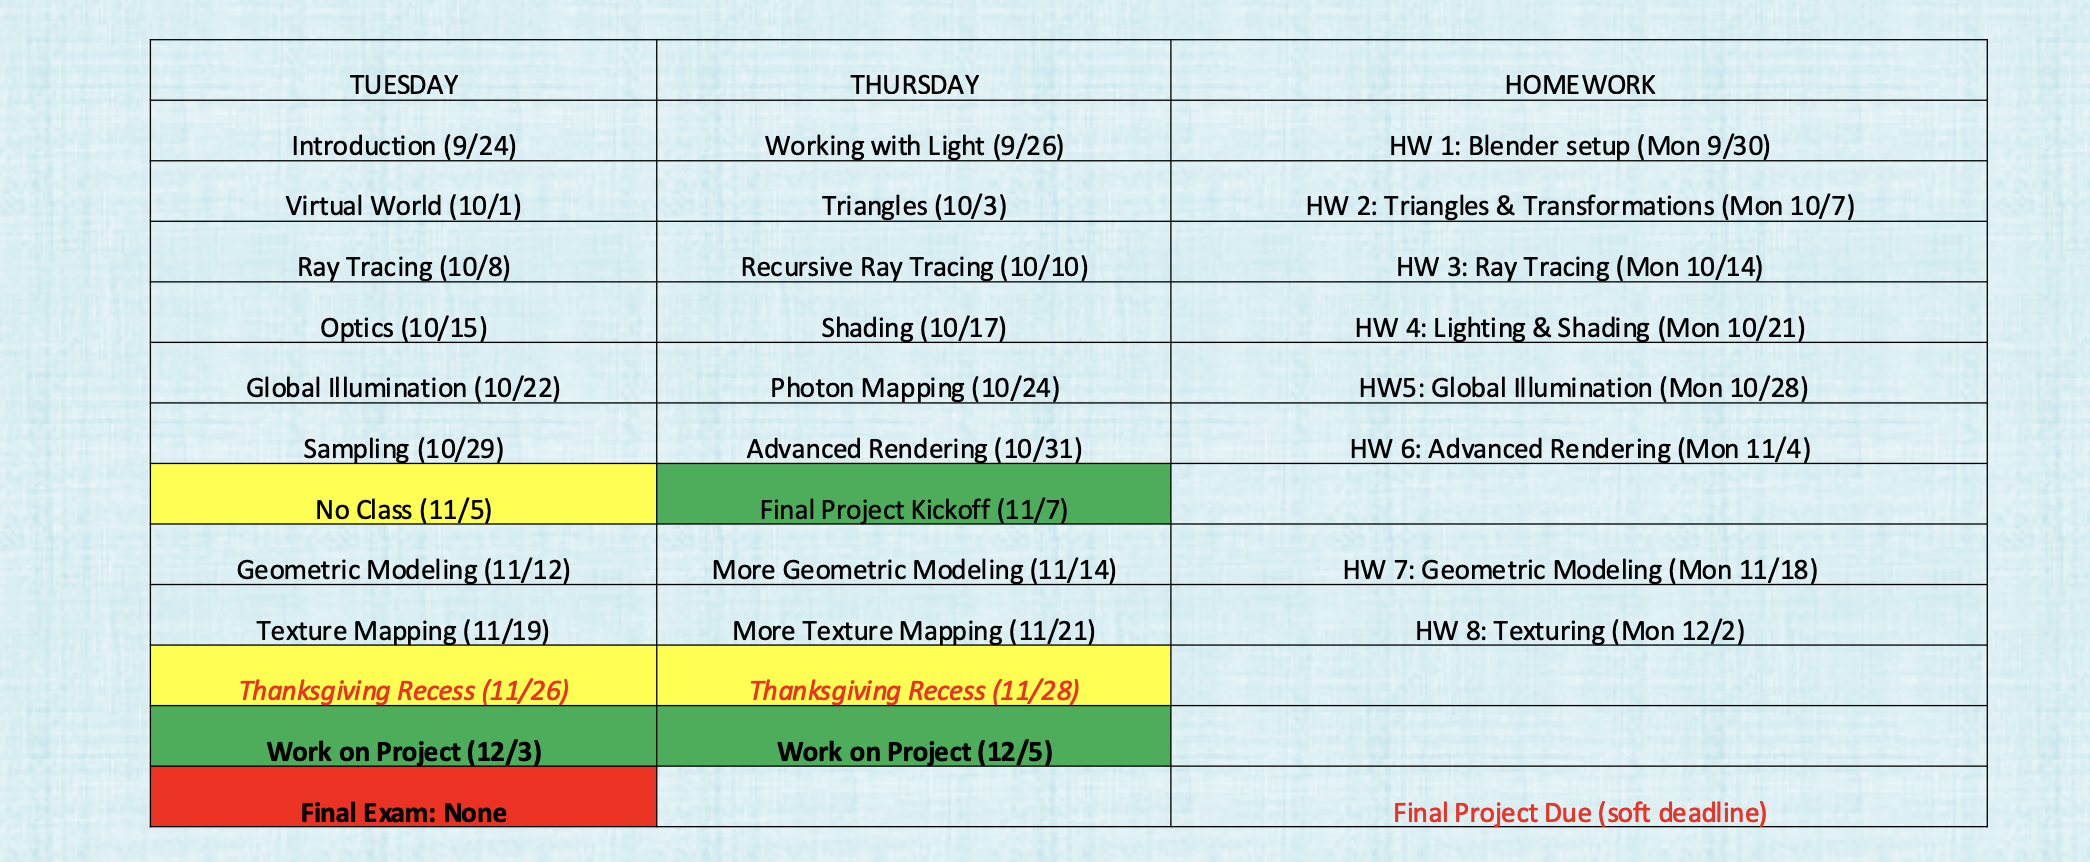 TUESDAY THURSDAY HOMEWORK
Introduction (9/24) Working with Light (9/26) HW 1: Blender setup (Mon 9/30)
Virtual World (10/1) Triangles (10/3) HW 2: Triangles & Transformations (Mon 10/7)
Ray Tracing (10/8) Recursive Ray Tracing (10/10) HW 3: Ray Tracing (Mon 10/14)
Optics (10/15) Shading (10/17) HW 4: Lighting & Shading (Mon 10/21)
Global Illumination (10/22) Photon Mapping (10/24) HW5: Global Illumination (Mon 10/28)
Sampling (10/29) Advanced Rendering (10/31) HW 6: Advanced Rendering (Mon 11/4)
No Class (11/5) Final Project Kickoff (11/7)
Geometric Modeling (11/12) More Geometric Modeling (11/14) HW 7: Geometric Modeling (Mon 11/18)
Texture Mapping (11/19) More Texture Mapping (11/21) HW 8: Texturing (Mon 12/2)
Thanksgiving Recess (11/26) Thanksgiving Recess (11/28)
Work on Project (12/3) Work on Project (12/5)
Final Exam: None Final Project Due (soft deadline)